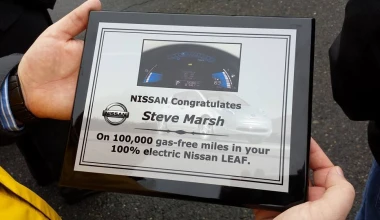 NISSAN Congratulates
Steve Marsh
NISSAN
On 100,000 gas-free miles in your
100% electric Nissan LEAF.